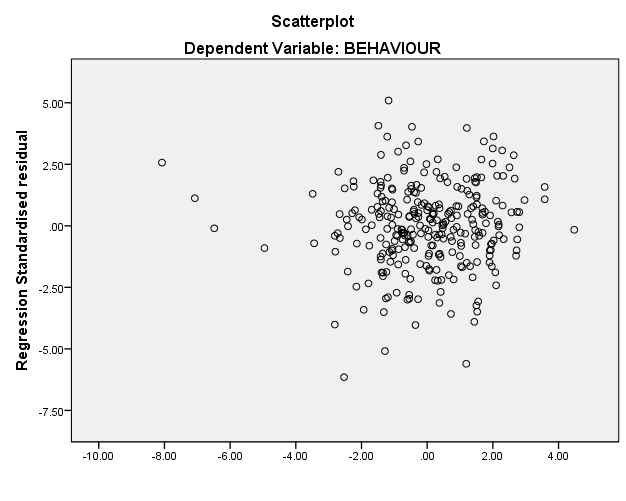 Scatterplot
Dependent Variable: BEHAVIOUR
Regression Standardised residual
5.00
2.50
.00
-2.50
-5.00
-7.50
-10.00 -8.00 -6.00 -4.00 -2.00 .00 2.00 4.00